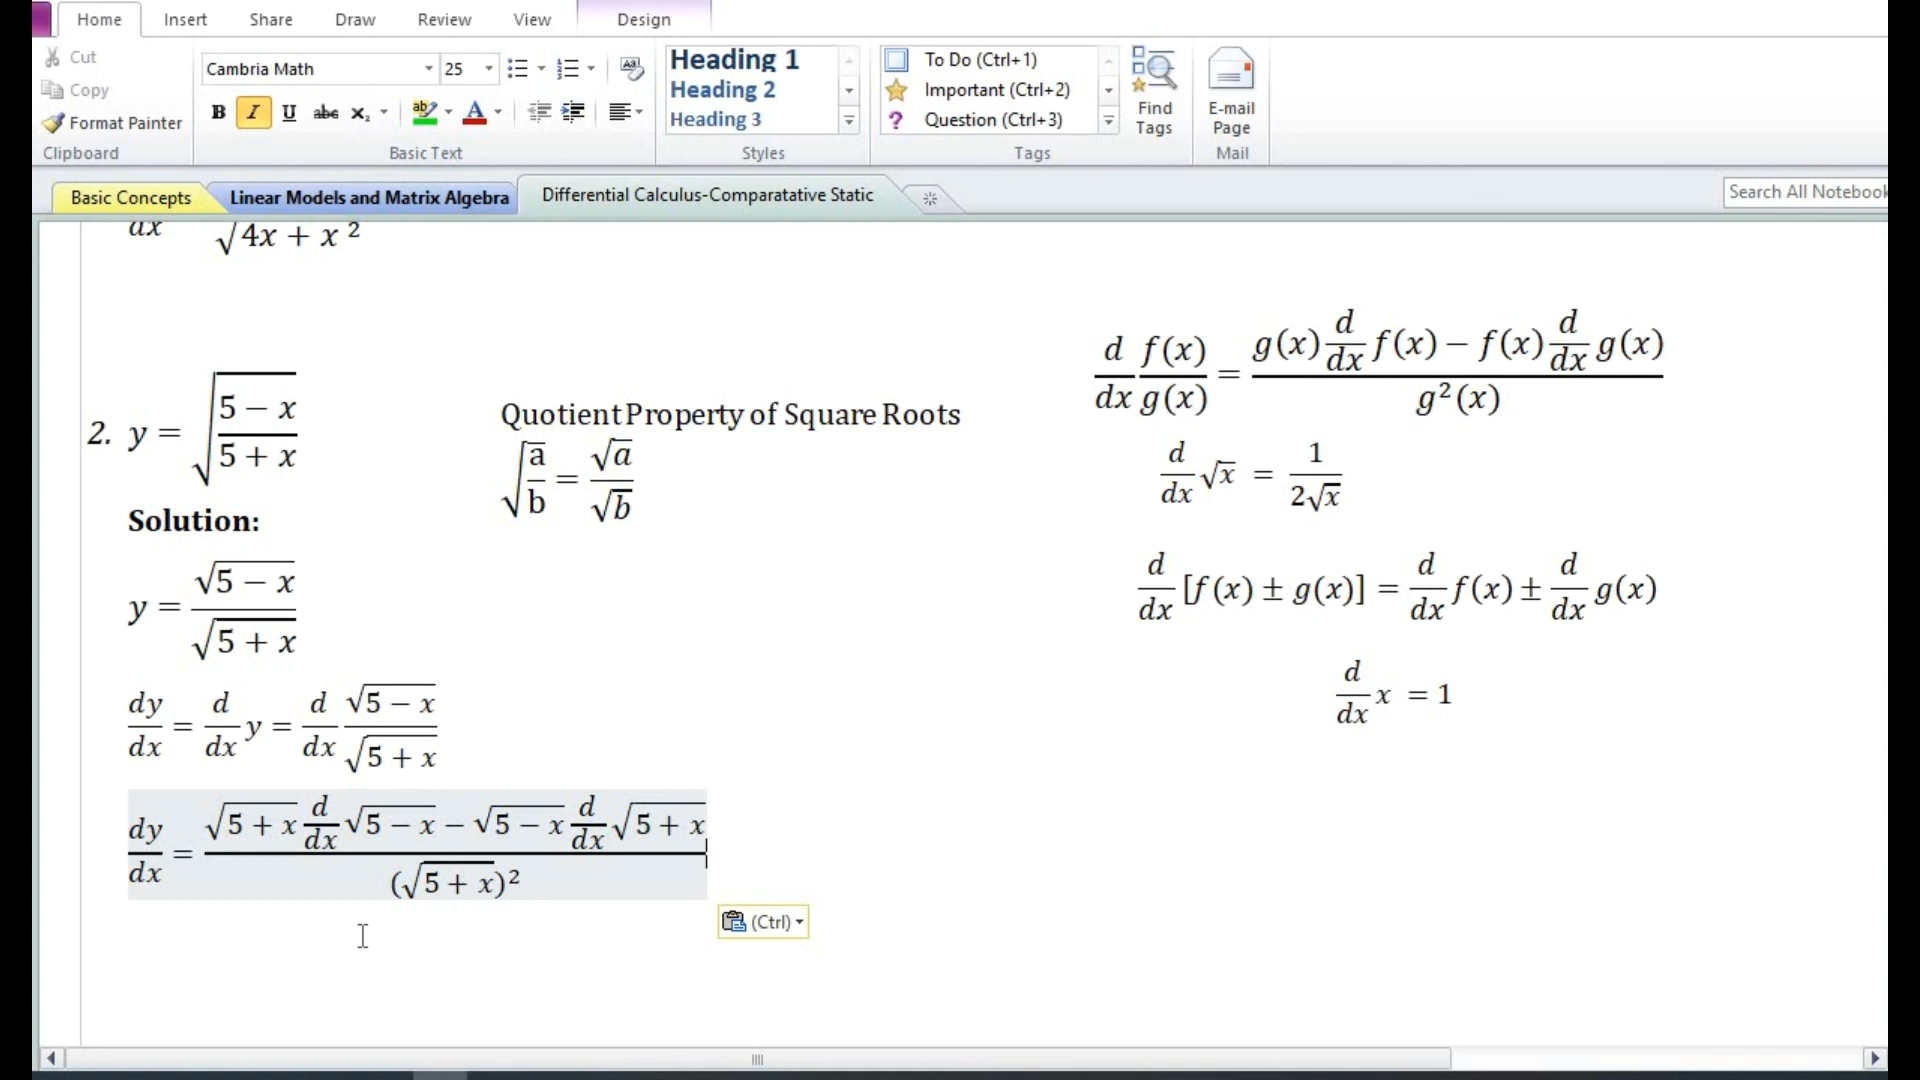 Home Insert Share Draw Review View Design
Cut
Copy
Format Painter
Clipboard
Cambria Math 25
B I U abc x₂ ab A
Basic Text
Heading 1
Heading 2
Heading 3
Styles
To Do (Ctrl+1)
Important (Ctrl+2)
? Question (Ctrl+3)
Tags
Find
Tags
E-mail
Page
Mail
Basic Concepts Linear Models and Matrix Algebra Differential Calculus-Comparatative Static
Search All Notebook
dx √(4x + x²)
2. y = √((5 − x)/(5 + x))
Solution:
y = √(5 − x)/√(5 + x)
dy/dx = d/dx y = d/dx √(5 − x)/√(5 + x)
dy/dx = (√(5 + x) d/dx √(5 − x) − √(5 − x) d/dx √(5 + x))/(√(5 + x))²
(Ctrl)
Quotient Property of Square Roots
√(a/b) = √a/√b
d/dx f(x)/g(x) = (g(x) d/dx f(x) − f(x) d/dx g(x))/g²(x)
d/dx √x = 1/(2√x)
d/dx [f(x) ± g(x)] = d/dx f(x) ± d/dx g(x)
d/dx x = 1